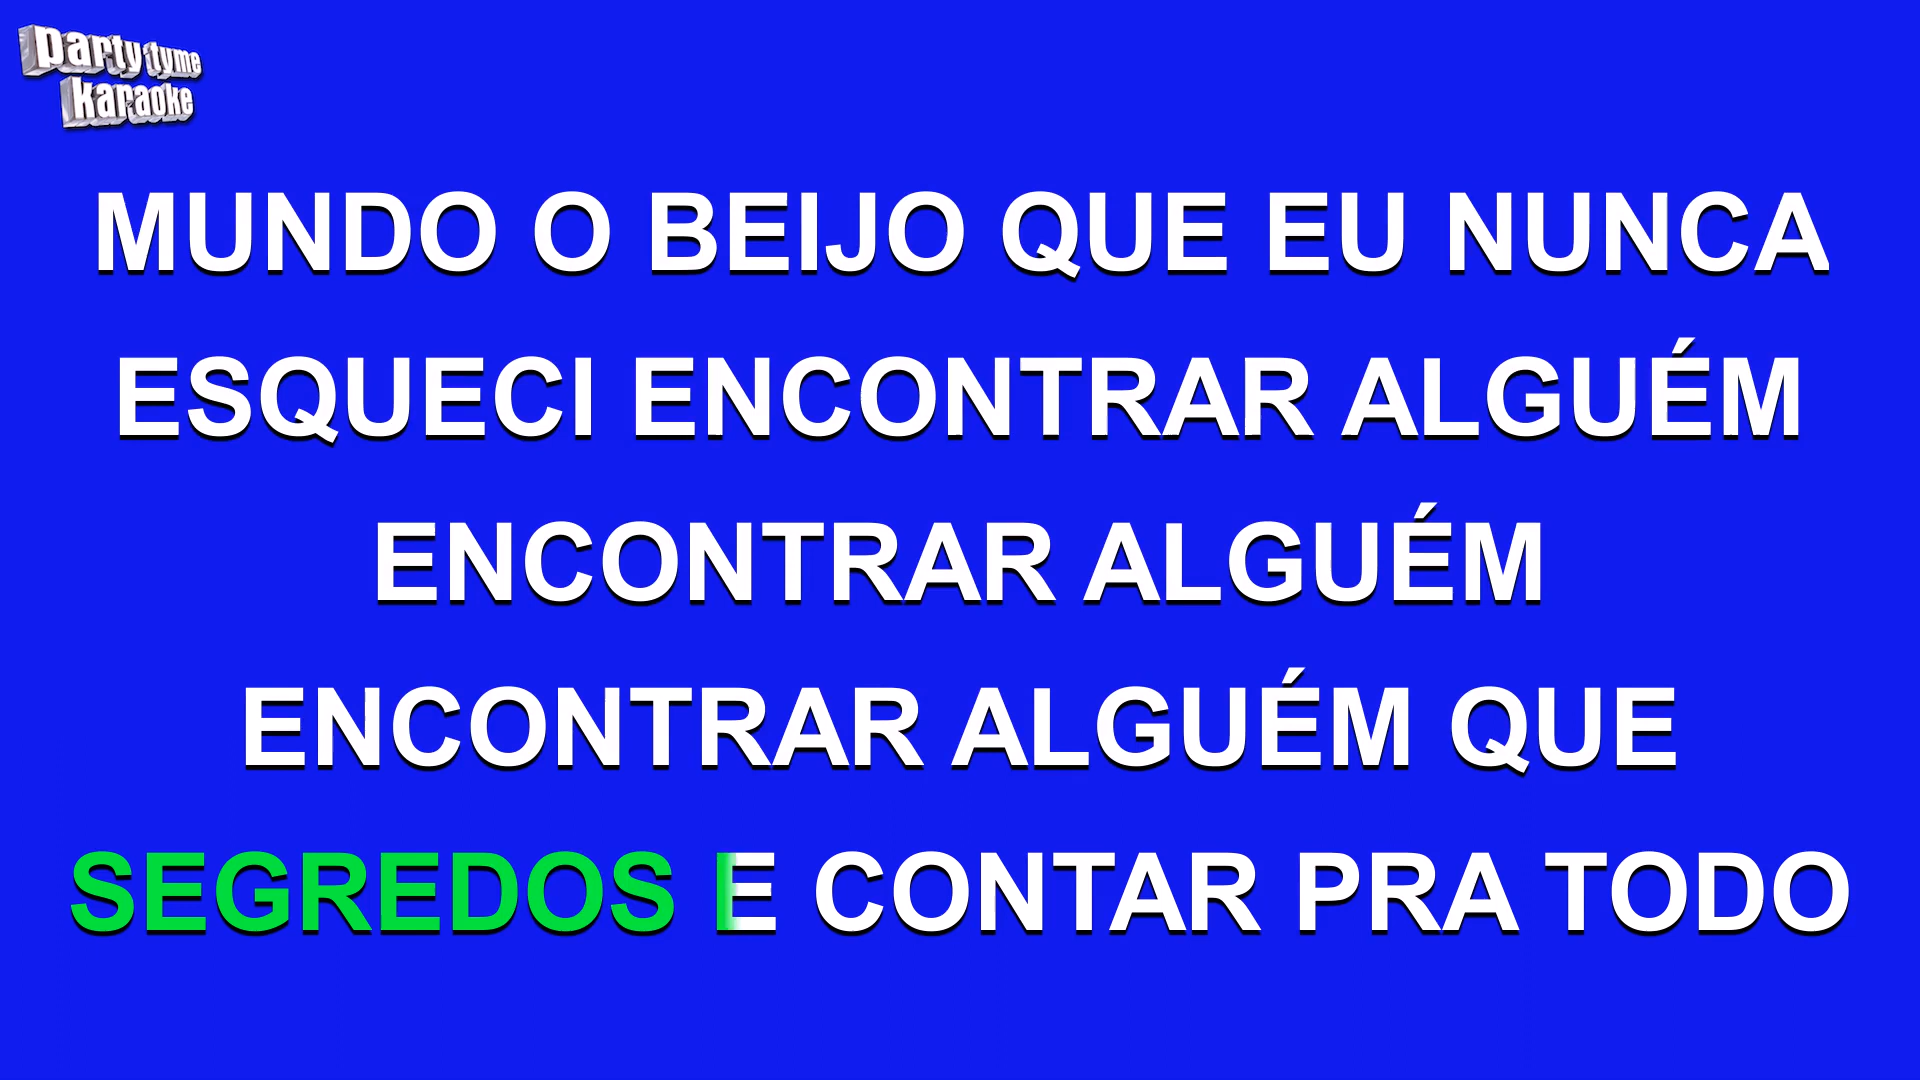 party tyme
karaoke
MUNDO O BEIJO QUE EU NUNCA
ESQUECI ENCONTRAR ALGUÉM
ENCONTRAR ALGUÉM
ENCONTRAR ALGUÉM QUE
SEGREDOS E CONTAR PRA TODO